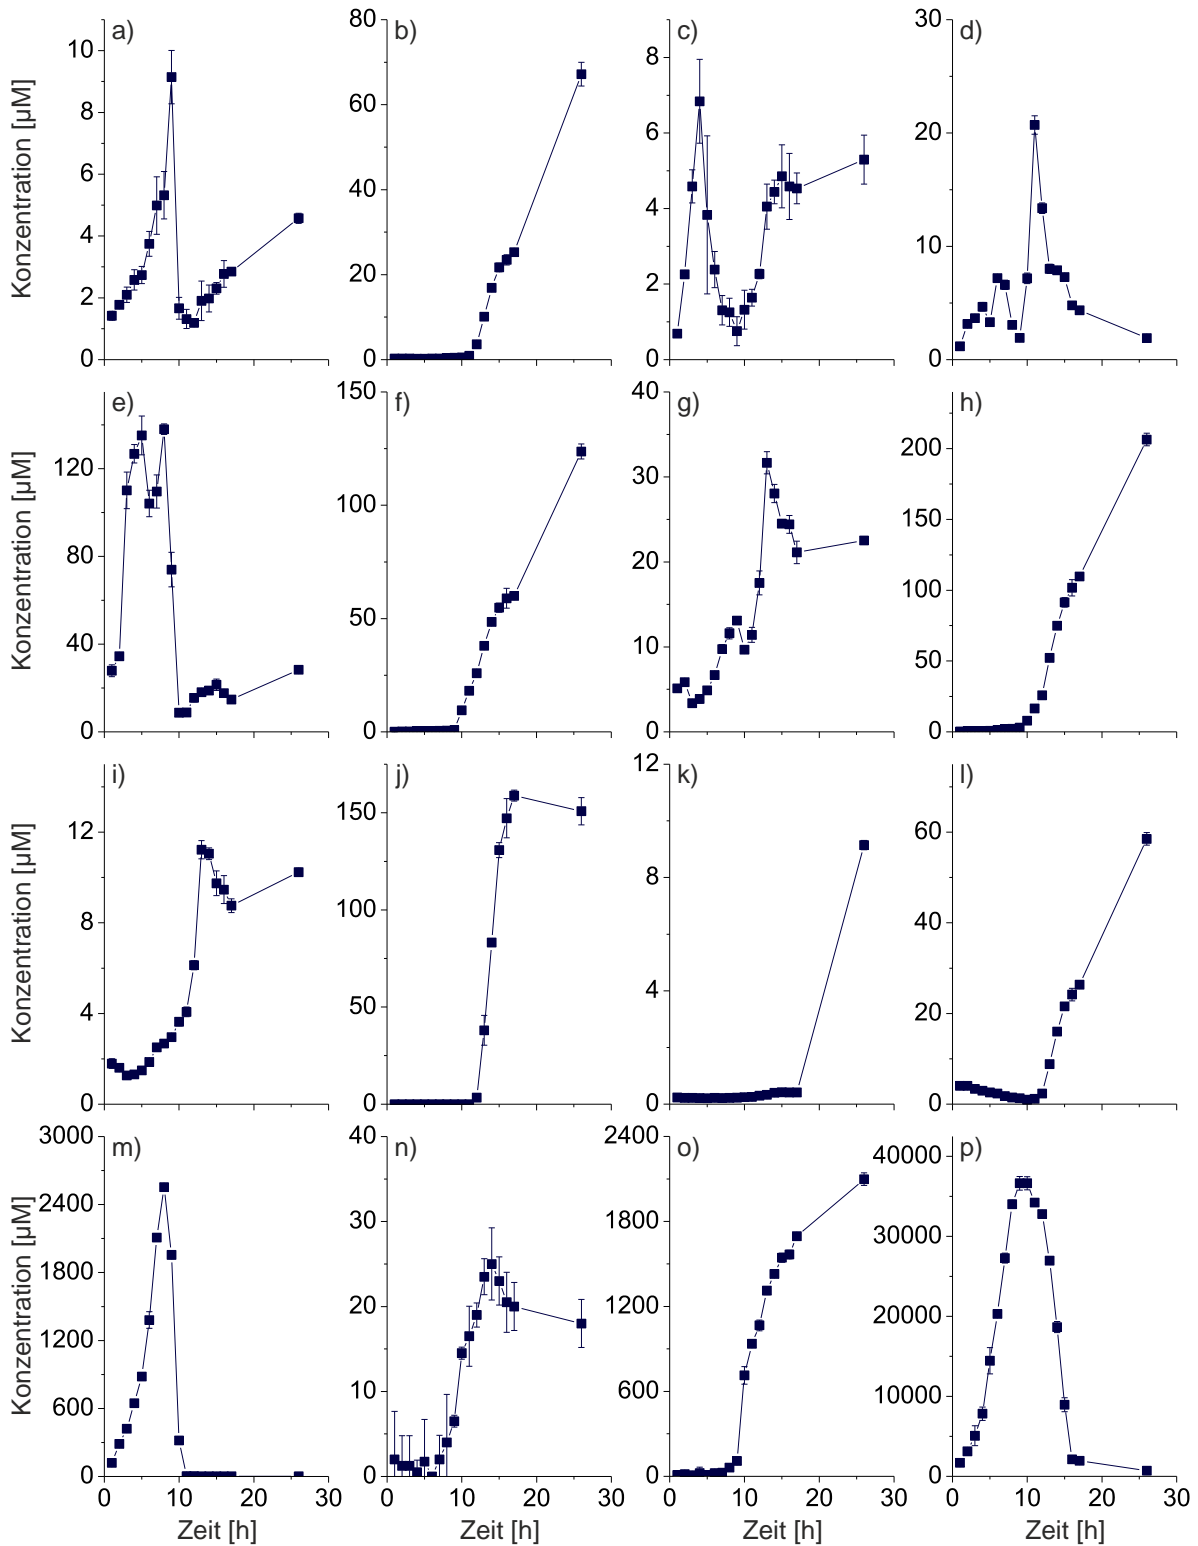 a) b) c) d)
Konzentration [µM]
10 8 6 4 2 0
80 60 40 20 0
8 6 4 2 0
30 20 10 0
e) f) g) h)
Konzentration [µM]
120 80 40 0
150 100 50 0
40 30 20 10 0
200 150 100 50 0
i) j) k) l)
Konzentration [µM]
12 8 4 0
150 100 50 0
12 8 4 0
60 40 20 0
m) n) o) p)
Konzentration [µM]
3000 2400 1800 1200 600 0
40 30 20 10 0
2400 1800 1200 600 0
40000 30000 20000 10000 0
0 10 20 30 0 10 20 30 0 10 20 30 0 10 20 30
Zeit [h] Zeit [h] Zeit [h] Zeit [h]